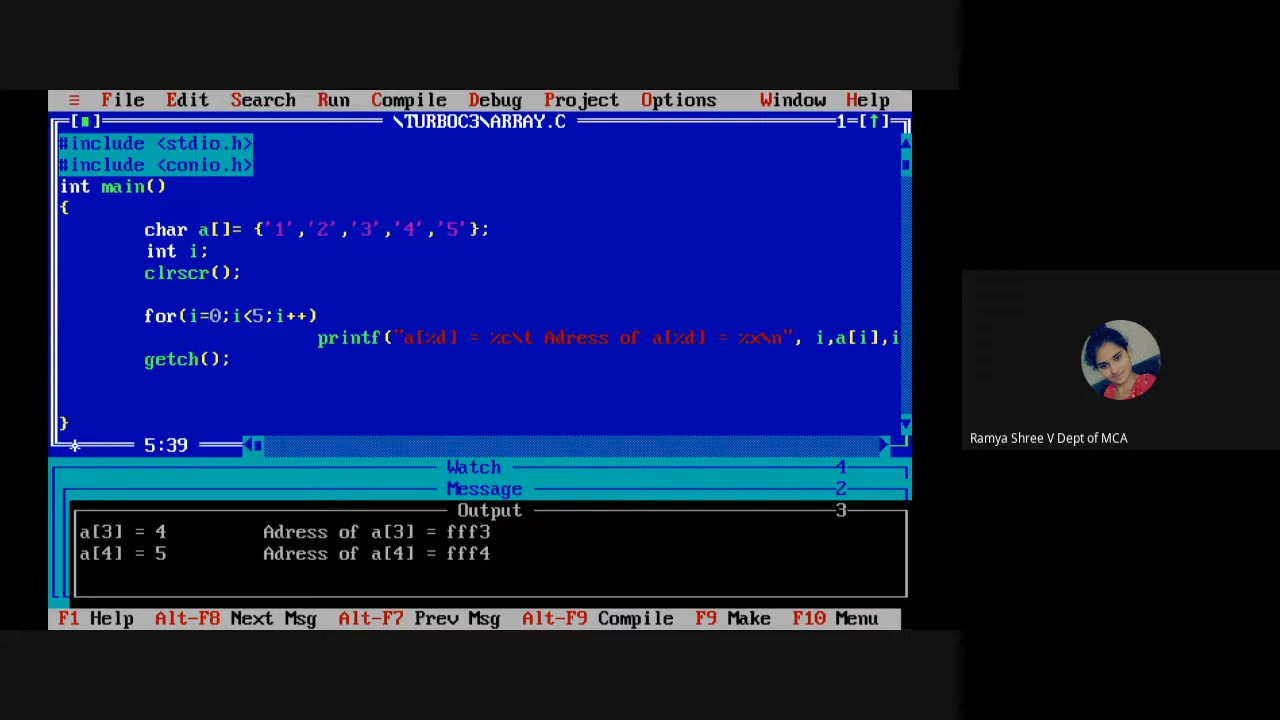 ≡ File Edit Search Run Compile Debug Project Options Window Help
[■] \TURBOC3\ARRAY.C 1=[↑]
#include <stdio.h>
#include <conio.h>
int main()
{
char a[]= {'1','2','3','4','5'};
int i;
clrscr();
for(i=0;i<5;i++)
printf("a[%d] = %c\t Adress of a[%d] = %x\n", i,a[i],i
getch();
}
5:39
Watch 4
Message 2
Output 3
a[3] = 4 Adress of a[3] = fff3
a[4] = 5 Adress of a[4] = fff4
F1 Help Alt-F8 Next Msg Alt-F7 Prev Msg Alt-F9 Compile F9 Make F10 Menu
Ramya Shree V Dept of MCA